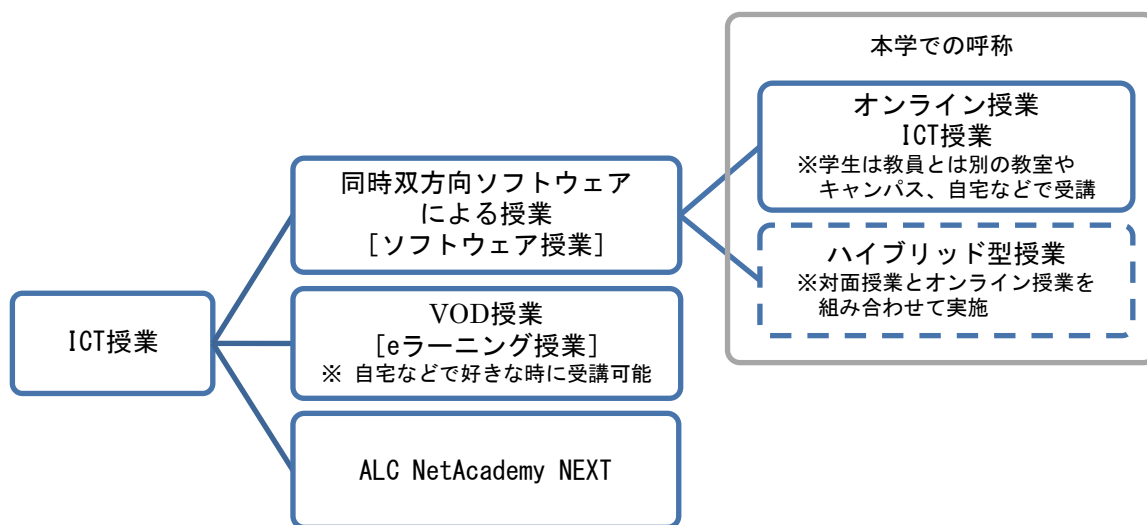 本学での呼称
オンライン授業
ICT授業
※学生は教員とは別の教室や
キャンパス、自宅などで受講
同時双方向ソフトウェア
による授業
[ソフトウェア授業]
ハイブリッド型授業
※対面授業とオンライン授業を
組み合わせて実施
ICT授業
VOD授業
[eラーニング授業]
※ 自宅などで好きな時に受講可能
ALC NetAcademy NEXT